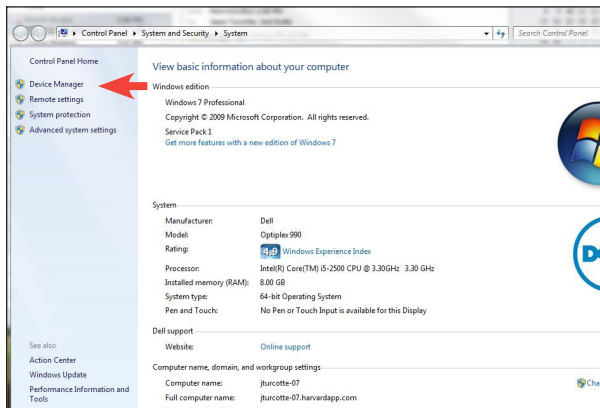 Control Panel ▸ System and Security ▸ System
Search Control Panel
Control Panel Home
Device Manager
Remote settings
System protection
Advanced system settings
View basic information about your computer
Windows edition
Windows 7 Professional
Copyright © 2009 Microsoft Corporation. All rights reserved.
Service Pack 1
Get more features with a new edition of Windows 7
System
Manufacturer: Dell
Model: Optiplex 990
Rating: 4,9 Windows Experience Index
Processor: Intel(R) Core(TM) i5-2500 CPU @ 3.30GHz 3.30 GHz
Installed memory (RAM): 8.00 GB
System type: 64-bit Operating System
Pen and Touch: No Pen or Touch Input is available for this Display
Dell support
Website: Online support
Computer name, domain, and workgroup settings
Computer name: jturcotte-07
Cha
Full computer name: jturcotte-07.harvardapp.com
See also
Action Center
Windows Update
Performance Information and
Tools